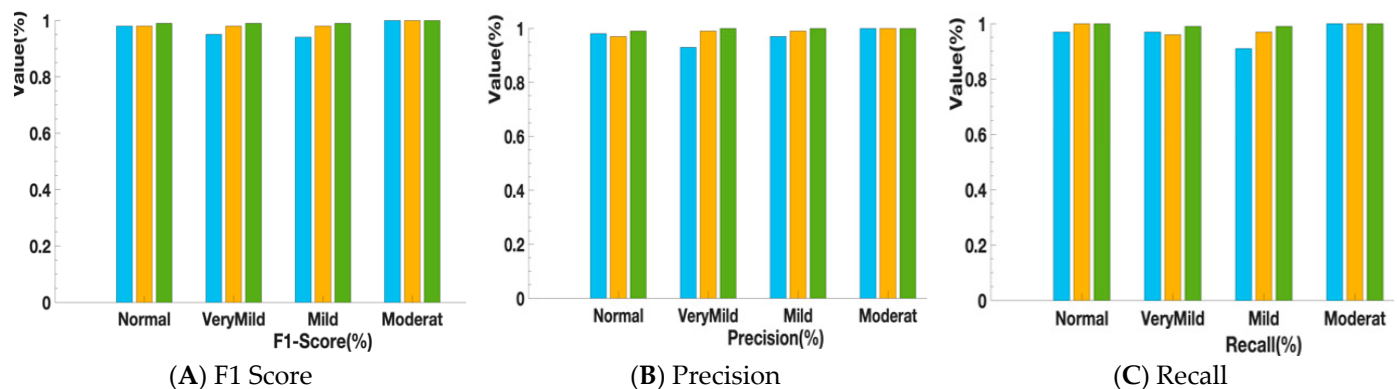 Value(%)
1
0.8
0.6
0.4
0.2
0
Normal VeryMild Mild Moderat
F1-Score(%)
(A) F1 Score
Value(%)
1
0.8
0.6
0.4
0.2
0
Normal VeryMild Mild Moderat
Precision(%)
(B) Precision
Value(%)
1
0.8
0.6
0.4
0.2
0
Normal VeryMild Mild Moderat
Recall(%)
(C) Recall